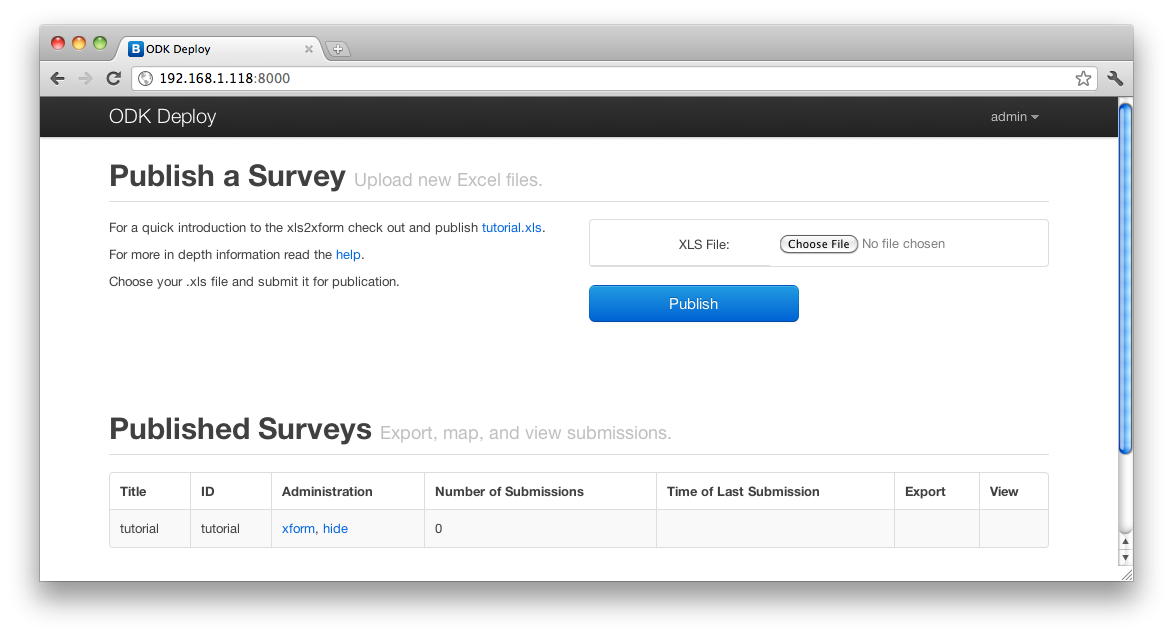 ODK Deploy
192.168.1.118:8000
ODK Deploy
admin
Publish a Survey Upload new Excel files.
For a quick introduction to the xls2xform check out and publish tutorial.xls.
For more in depth information read the help.
Choose your .xls file and submit it for publication.
XLS File: Choose File No file chosen
Publish
Published Surveys Export, map, and view submissions.
Title ID Administration Number of Submissions Time of Last Submission Export View
tutorial tutorial xform, hide 0